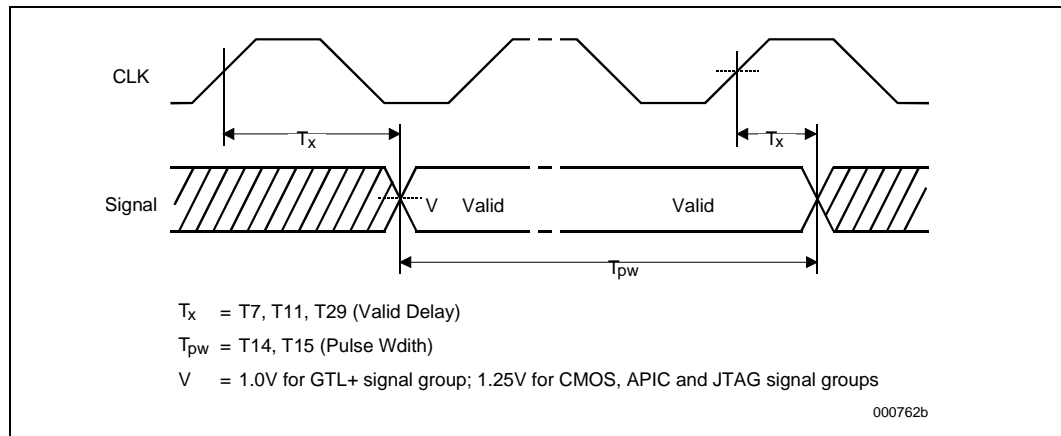 CLK
Tx Tx
Signal V Valid Valid
Tpw
Tx = T7, T11, T29 (Valid Delay)
Tpw = T14, T15 (Pulse Wdith)
V = 1.0V for GTL+ signal group; 1.25V for CMOS, APIC and JTAG signal groups
000762b